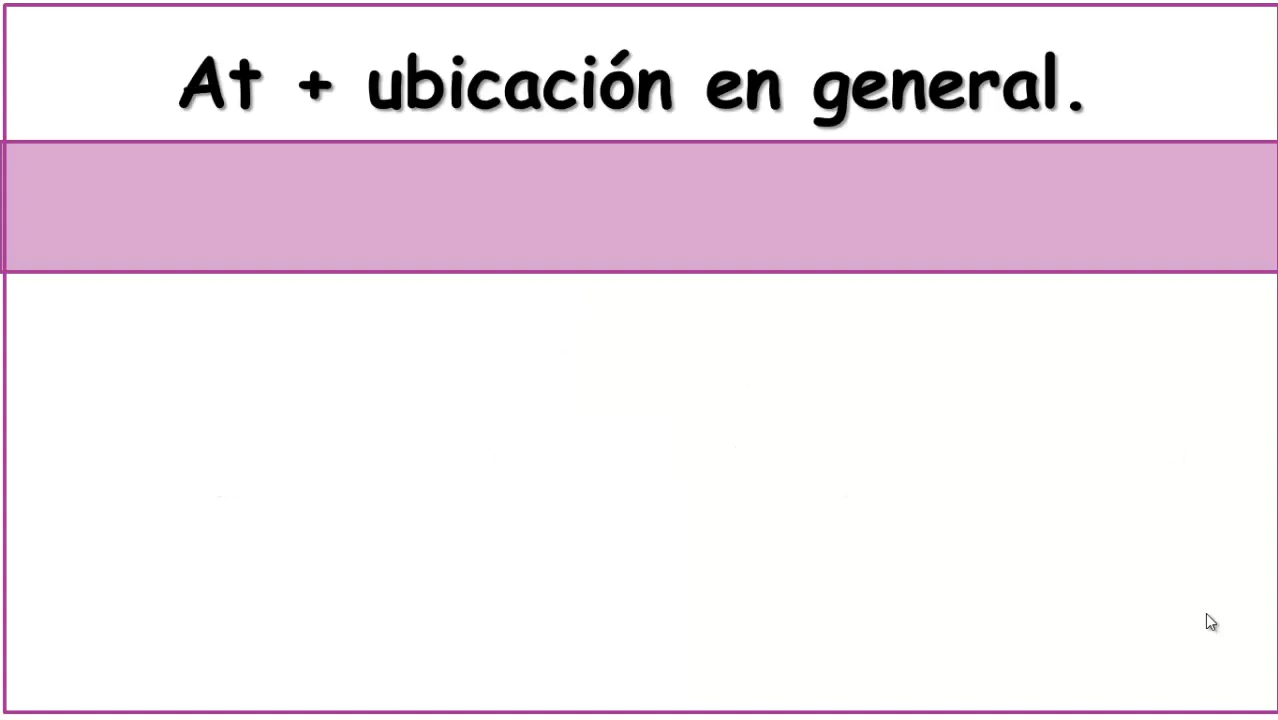 At + ubicación en general.